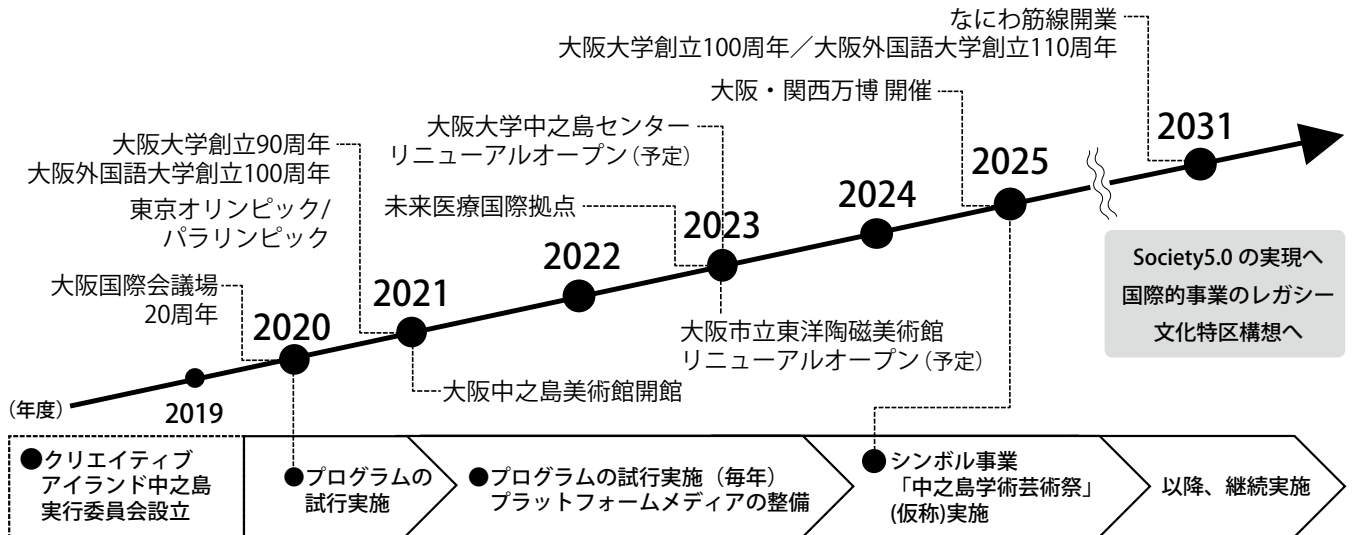 なにわ筋線開業
大阪大学創立100周年／大阪外国語大学創立110周年
大阪・関西万博 開催
2031
大阪大学中之島センター
リニューアルオープン（予定）
2025
大阪大学創立90周年
大阪外国語大学創立100周年
東京オリンピック/
パラリンピック
未来医療国際拠点
2024
2023
2022
大阪国際会議場
20周年
2021
2020
大阪市立東洋陶磁美術館
リニューアルオープン（予定）
大阪中之島美術館開館
Society5.0 の実現へ
国際的事業のレガシー
文化特区構想へ
（年度）
2019
●クリエイティブ
アイランド中之島
実行委員会設立
●プログラムの
試行実施
●プログラムの試行実施（毎年）
プラットフォームメディアの整備
●シンボル事業
「中之島学術芸術祭」
(仮称)実施
以降、継続実施